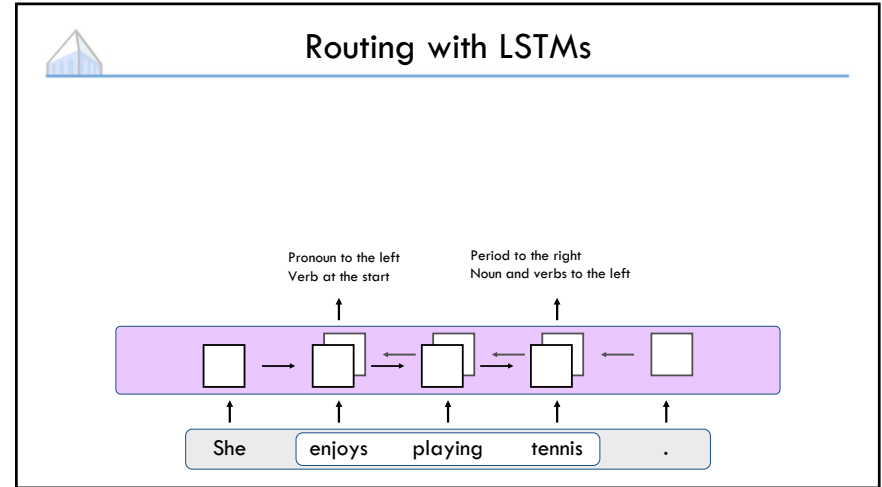 Routing with LSTMs
Pronoun to the left
Verb at the start
Period to the right
Noun and verbs to the left
She enjoys playing tennis .